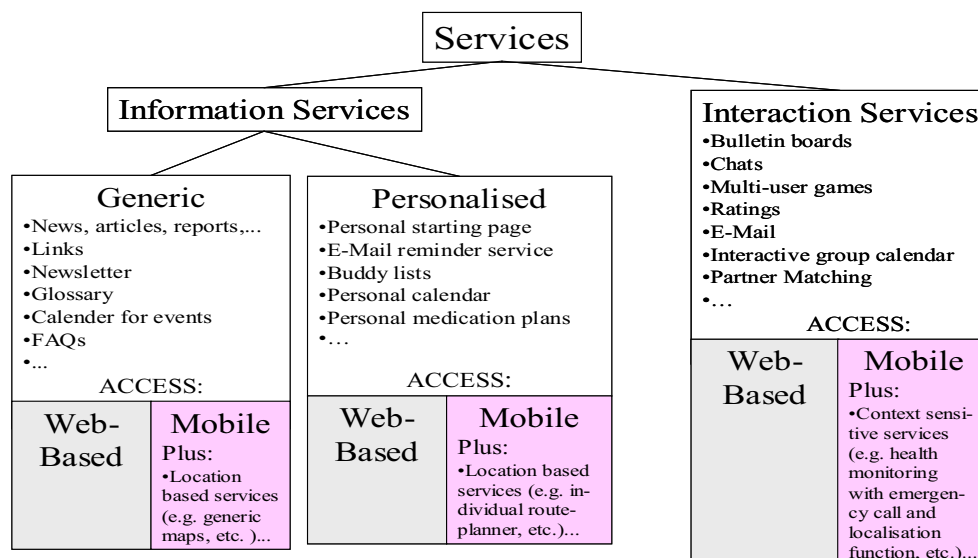 Services
Information Services
Generic
•News, articles, reports,...
•Links
•Newsletter
•Glossary
•Calender for events
•FAQs
•...
ACCESS:
Web-
Based
Mobile
Plus:
•Location
based services
(e.g. generic
maps, etc. )...
Personalised
•Personal starting page
•E-Mail reminder service
•Buddy lists
•Personal calendar
•Personal medication plans
•…
ACCESS:
Web-
Based
Mobile
Plus:
•Location based
services (e.g. in-
dividual route-
planner, etc.)...
Interaction Services
•Bulletin boards
•Chats
•Multi-user games
•Ratings
•E-Mail
•Interactive group calendar
•Partner Matching
•…
ACCESS:
Web-
Based
Mobile
Plus:
•Context sensi-
tive services
(e.g. health
monitoring
with emergen-
cy call and
localisation
function, etc.)...